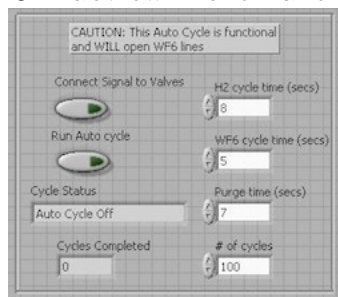 CAUTION: This Auto Cycle is functional
and WILL open WF6 lines
Connect Signal to Valves
H2 cycle time (secs)
8
Run Auto cycle
WF6 cycle time (secs)
5
Cycle Status
Purge time (secs)
Auto Cycle Off
7
Cycles Completed
# of cycles
0
100